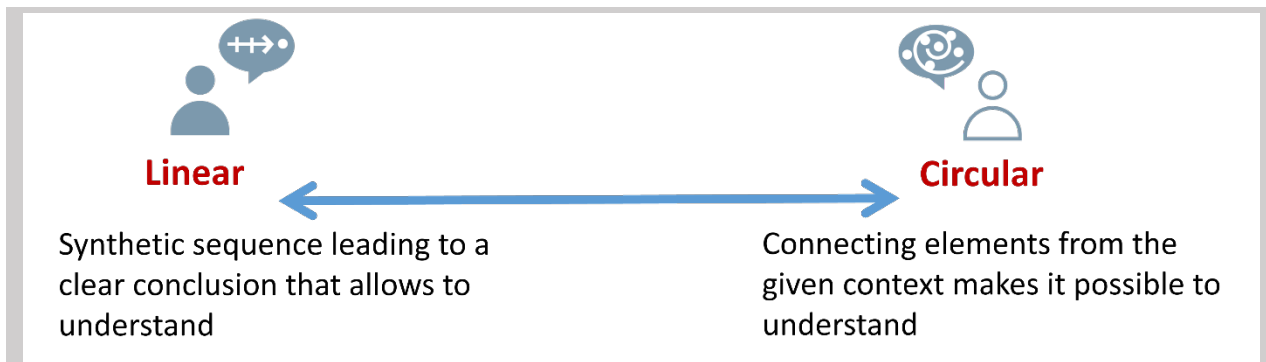 Linear
Circular
Synthetic sequence leading to a
clear conclusion that allows to
understand
Connecting elements from the
given context makes it possible to
understand